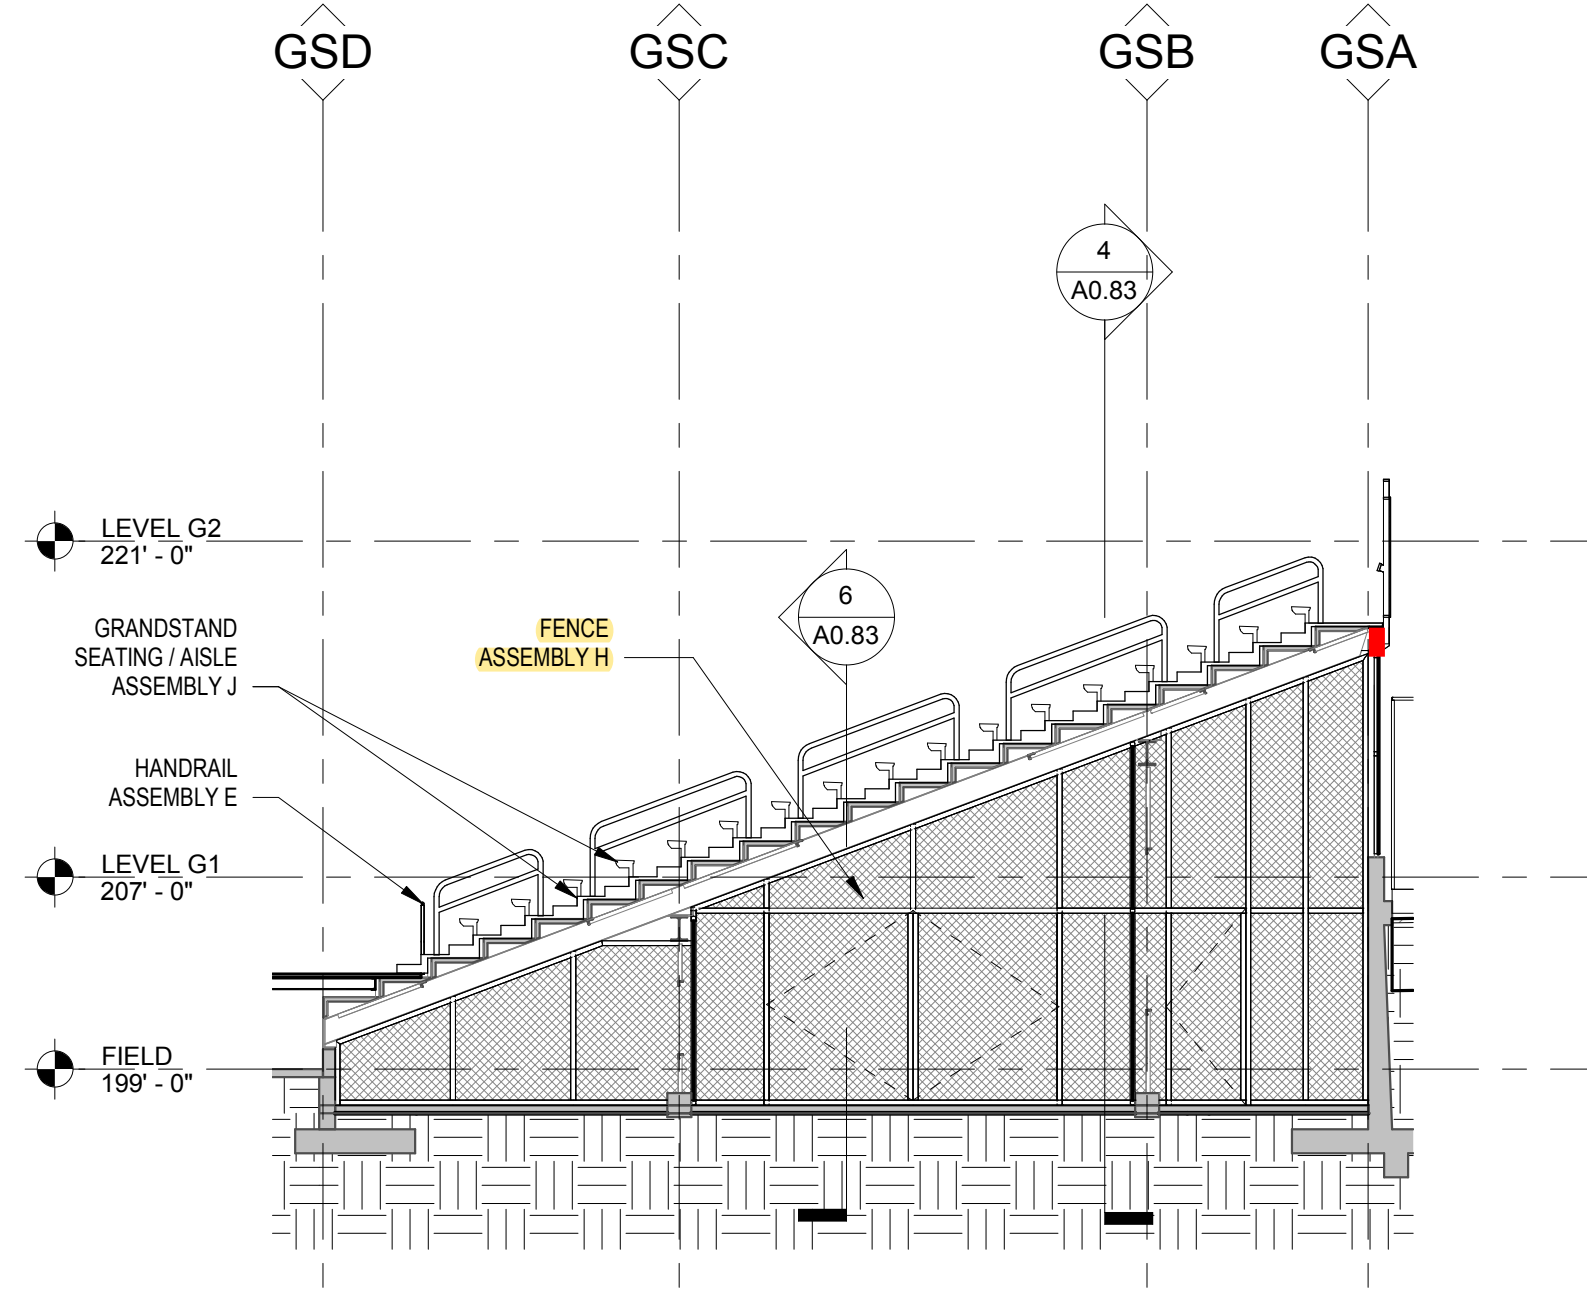 GSD
GSC
GSB
GSA
4
A0.83
LEVEL G2
221' - 0"
6
A0.83
GRANDSTAND
SEATING / AISLE
ASSEMBLY J
FENCE
ASSEMBLY H
HANDRAIL
ASSEMBLY E
LEVEL G1
207' - 0"
FIELD
199' - 0"